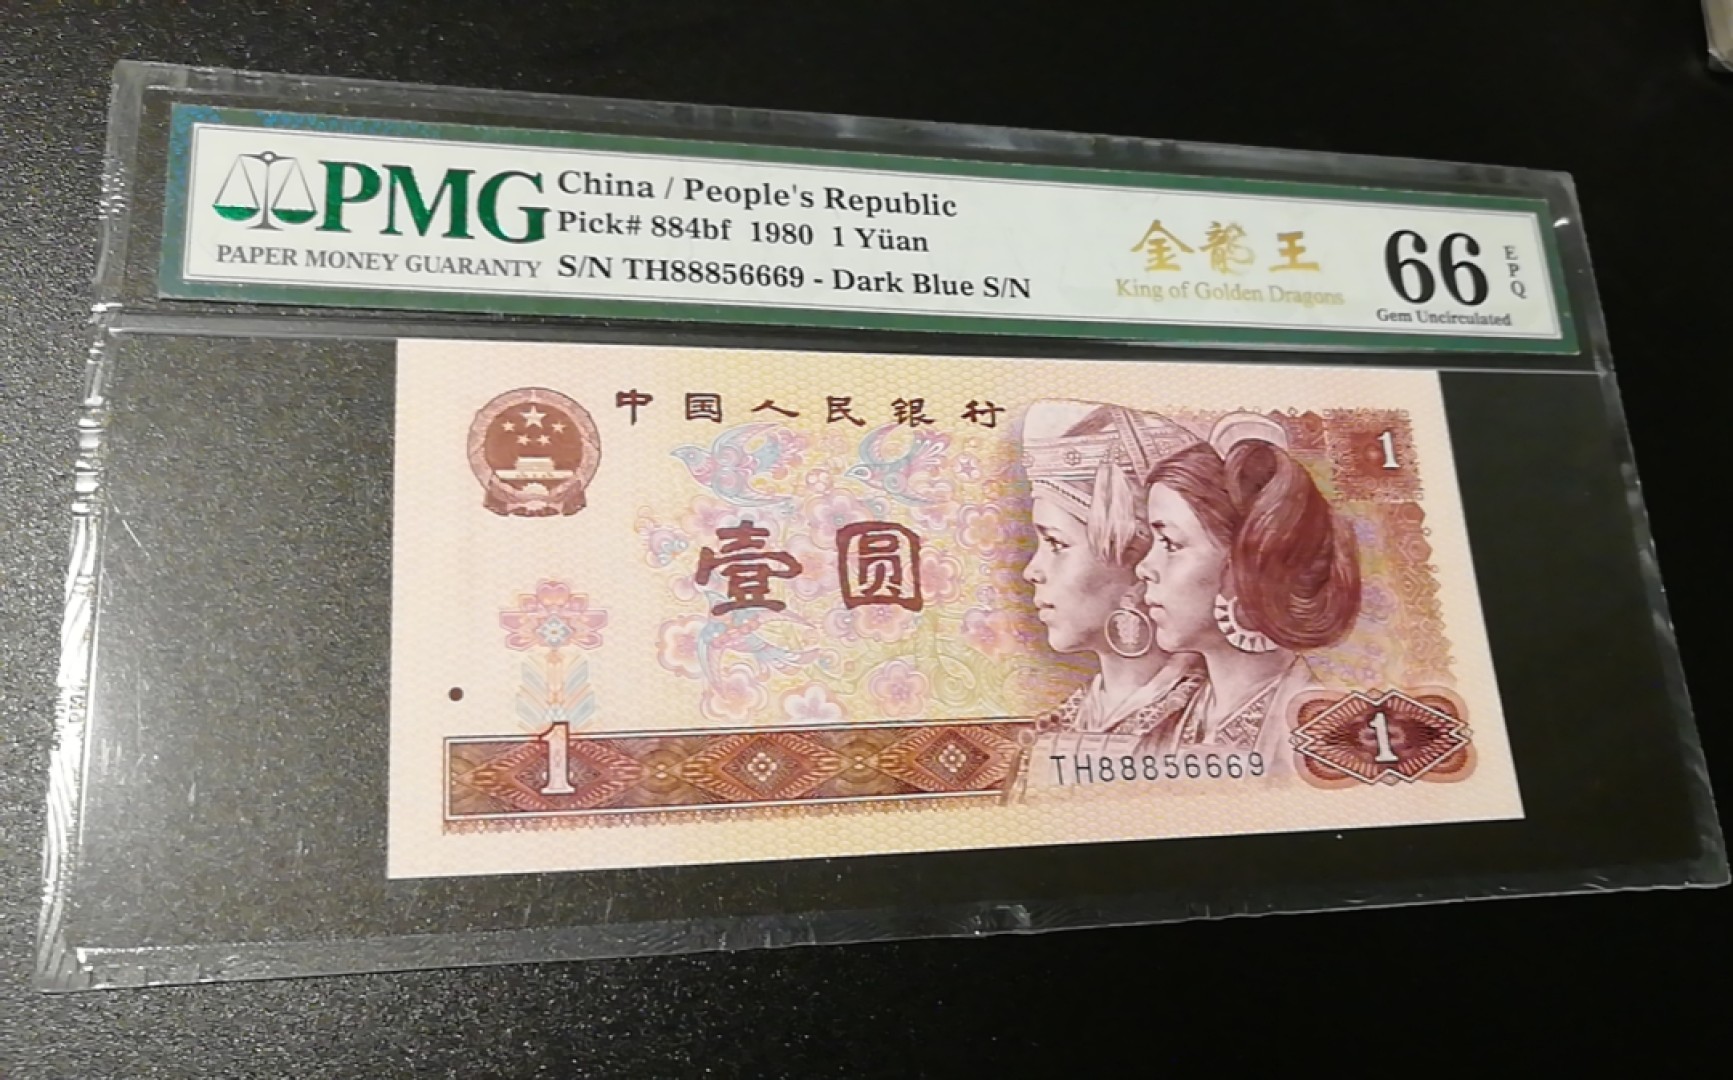 PMG
PAPER MONEY GUARANTY
China / People's Republic
Pick# 884bf 1980 1 Yüan
S/N TH88856669 - Dark Blue S/N
金龍王
King of Golden Dragons
66
EPQ
Gem Uncirculated
中国人民银行
1
壹圆
1
1
TH88856669